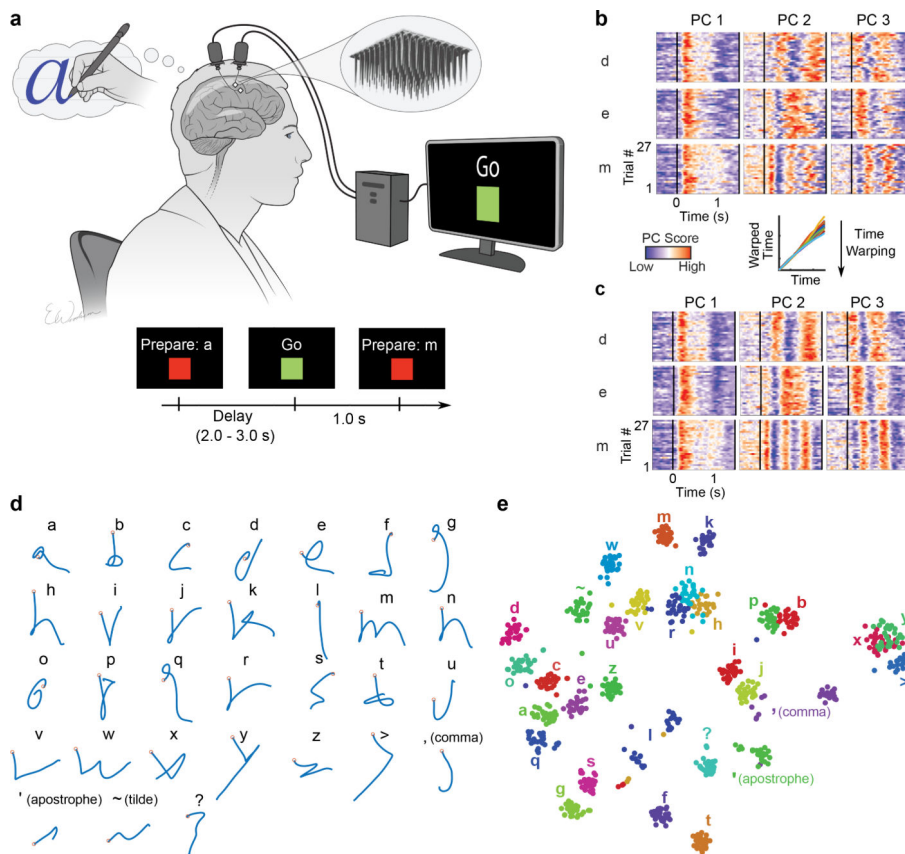 a
a
Go
Prepare: a
Go
Prepare: m
Delay
(2.0 - 3.0 s)
1.0 s
b
PC 1 PC 2 PC 3
d
e
m
Trial #
27
1
0 1
Time (s)
PC Score
Low High
Warped
Time
Time
Time
Warping
c
PC 1 PC 2 PC 3
d
e
m
Trial #
27
1
0 1
Time (s)
d
a b c d e f g
h i j k l m n
o p q r s t u
v w x y z > , (comma)
' (apostrophe) ~ (tilde) ?
e
m k
w
n
~ v
d u r h p b
y
x
>
o c e z i j
a , (comma)
q l ?
' (apostrophe)
g s f t